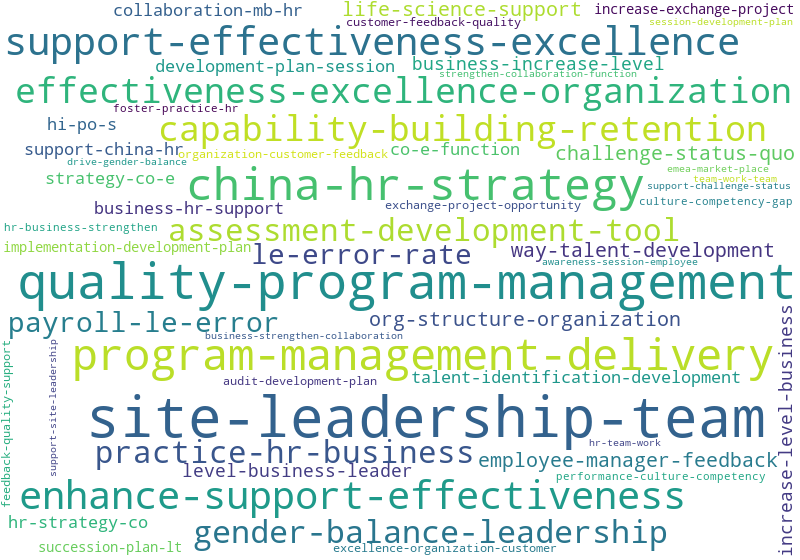 collaboration-mb-hr
life-science-support
increase-exchange-project
customer-feedback-quality
session-development-plan
support-effectiveness-excellence
development-plan-session
business-increase-level
strengthen-collaboration-function
effectiveness-excellence-organization
foster-practice-hr
hi-po-s
capability-building-retention
support-china-hr
organization-customer-feedback
co-e-function
challenge-status-quo
drive-gender-balance
emea-market-place
strategy-co-e
china-hr-strategy
team-work-team
support-challenge-status
business-hr-support
exchange-project-opportunity
culture-competency-gap
hr-business-strengthen
assessment-development-tool
implementation-development-plan
le-error-rate
way-talent-development
awareness-session-employee
quality-program-management
payroll-le-error
org-structure-organization
business-strengthen-collaboration
program-management-delivery
audit-development-plan
talent-identification-development
increase-level-business
feedback-quality-support
support-site-leadership
site-leadership-team
hr-team-work
practice-hr-business
level-business-leader
employee-manager-feedback
performance-culture-competency
enhance-support-effectiveness
hr-strategy-co
gender-balance-leadership
succession-plan-lt
excellence-organization-customer